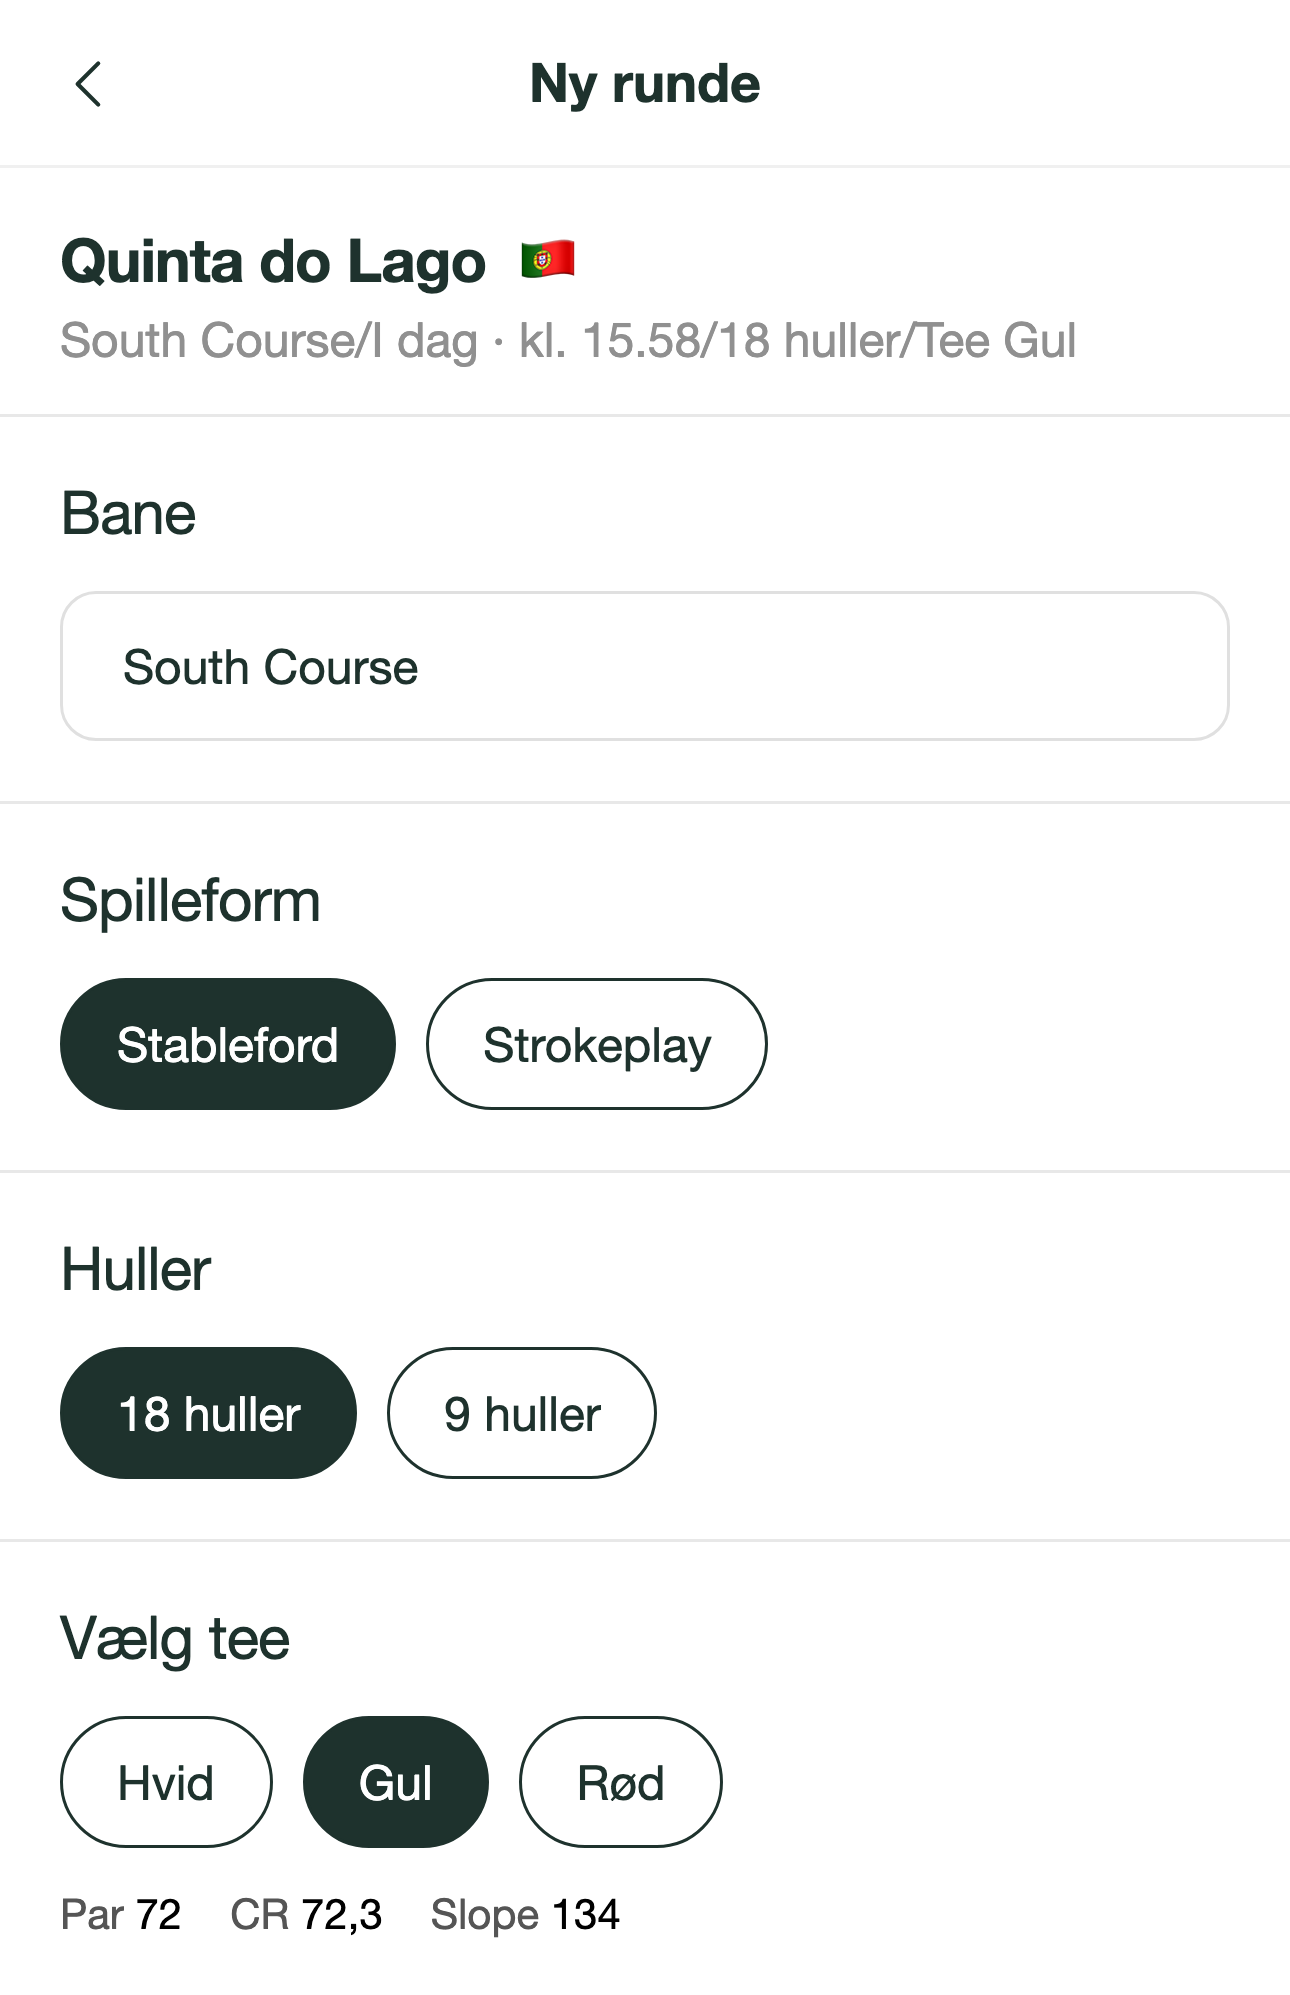 Ny runde
Quinta do Lago 🇵🇹
South Course/I dag · kl. 15.58/18 huller/Tee Gul
Bane
South Course
Spilleform
Stableford Strokeplay
Huller
18 huller 9 huller
Vælg tee
Hvid Gul Rød
Par 72 CR 72,3 Slope 134